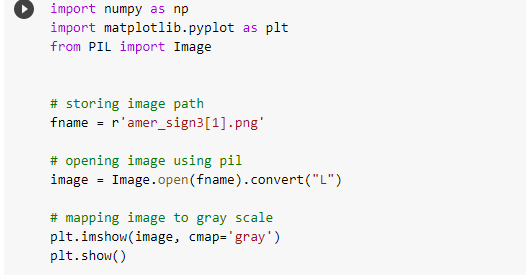 import numpy as np
import matplotlib.pyplot as plt
from PIL import Image
# storing image path
fname = r'amer_sign3[1].png'
# opening image using pil
image = Image.open(fname).convert("L")
# mapping image to gray scale
plt.imshow(image, cmap='gray')
plt.show()